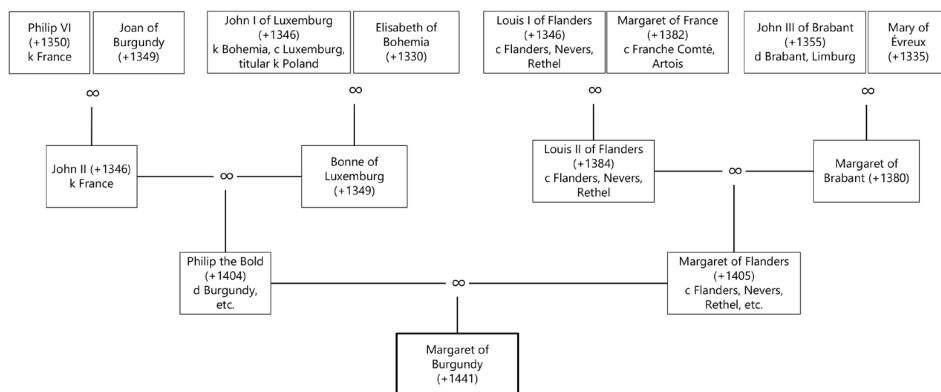 Philip VI
(+1350)
k France
Joan of
Burgundy
(+1349)
John I of Luxemburg
(+1346)
k Bohemia, c Luxemburg,
titular k Poland
Elisabeth of
Bohemia
(+1330)
Louis I of Flanders
(+1346)
c Flanders, Nevers,
Rethel
Margaret of France
(+1382)
c Franche Comté,
Artois
John III of Brabant
(+1355)
d Brabant, Limburg
Mary of
Évreux
(+1335)
∞
∞
∞
∞
John II (+1346)
k France
∞
Bonne of
Luxemburg
(+1349)
Louis II of Flanders
(+1384)
c Flanders, Nevers,
Rethel
∞
Margaret of
Brabant (+1380)
Philip the Bold
(+1404)
d Burgundy,
etc.
∞
Margaret of Flanders
(+1405)
c Flanders, Nevers,
Rethel, etc.
Margaret of
Burgundy
(+1441)